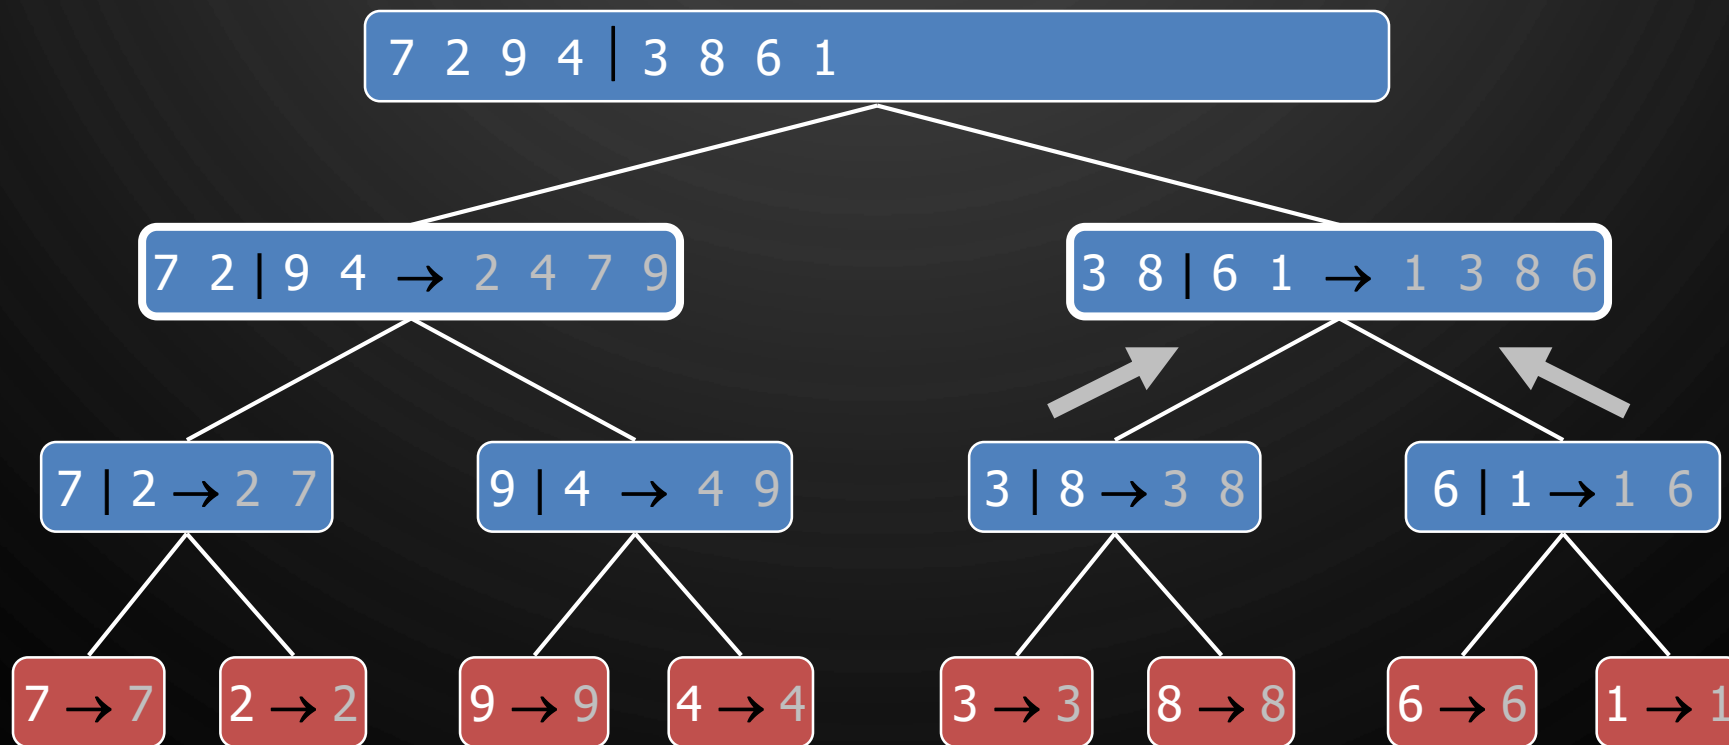 7 2 9 4 | 3 8 6 1
7 2 | 9 4 → 2 4 7 9
3 8 | 6 1 → 1 3 8 6
7 | 2 → 2 7
9 | 4 → 4 9
3 | 8 → 3 8
6 | 1 → 1 6
7 → 7
2 → 2
9 → 9
4 → 4
3 → 3
8 → 8
6 → 6
1 → 1